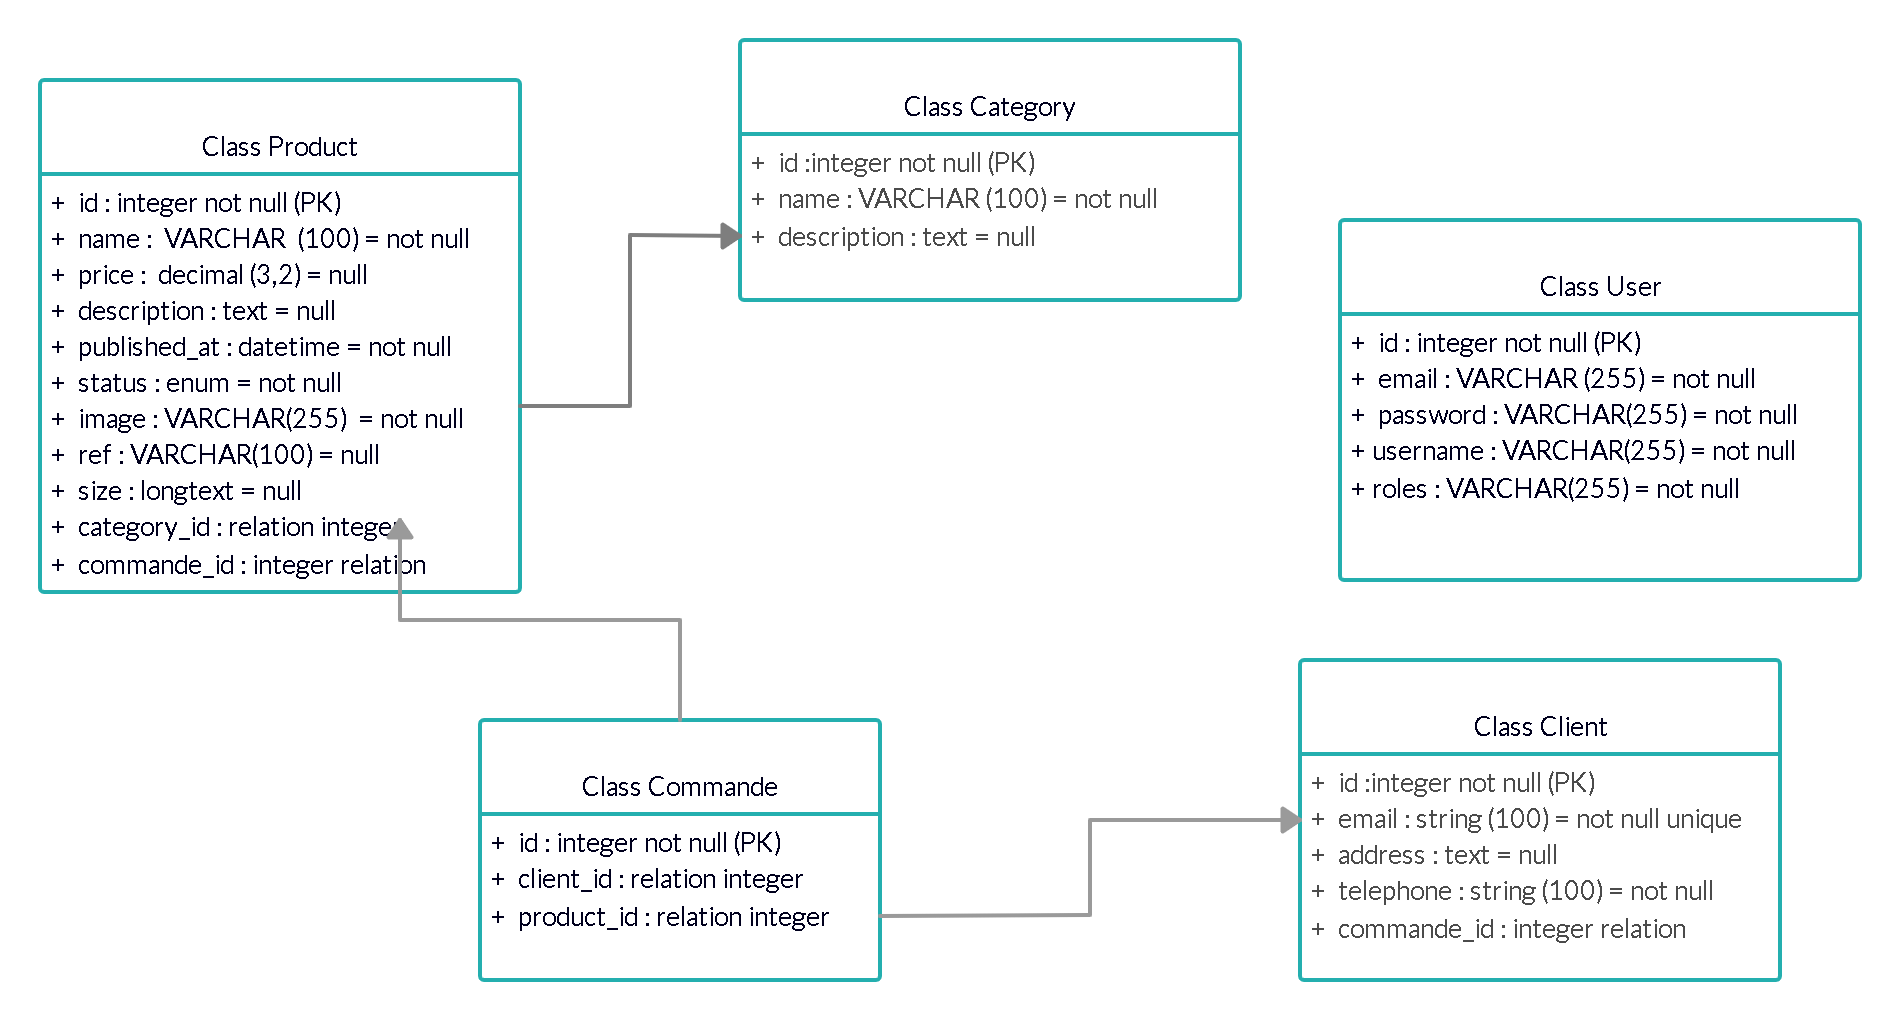 Class Product
+ id : integer not null (PK)
+ name : VARCHAR (100) = not null
+ price : decimal (3,2) = null
+ description : text = null
+ published_at : datetime = not null
+ status : enum = not null
+ image : VARCHAR(255) = not null
+ ref : VARCHAR(100) = null
+ size : longtext = null
+ category_id : relation integer
+ commande_id : integer relation
Class Category
+ id :integer not null (PK)
+ name : VARCHAR (100) = not null
+ description : text = null
Class User
+ id : integer not null (PK)
+ email : VARCHAR (255) = not null
+ password : VARCHAR(255) = not null
+ username : VARCHAR(255) = not null
+ roles : VARCHAR(255) = not null
Class Commande
+ id : integer not null (PK)
+ client_id : relation integer
+ product_id : relation integer
Class Client
+ id :integer not null (PK)
+ email : string (100) = not null unique
+ address : text = null
+ telephone : string (100) = not null
+ commande_id : integer relation